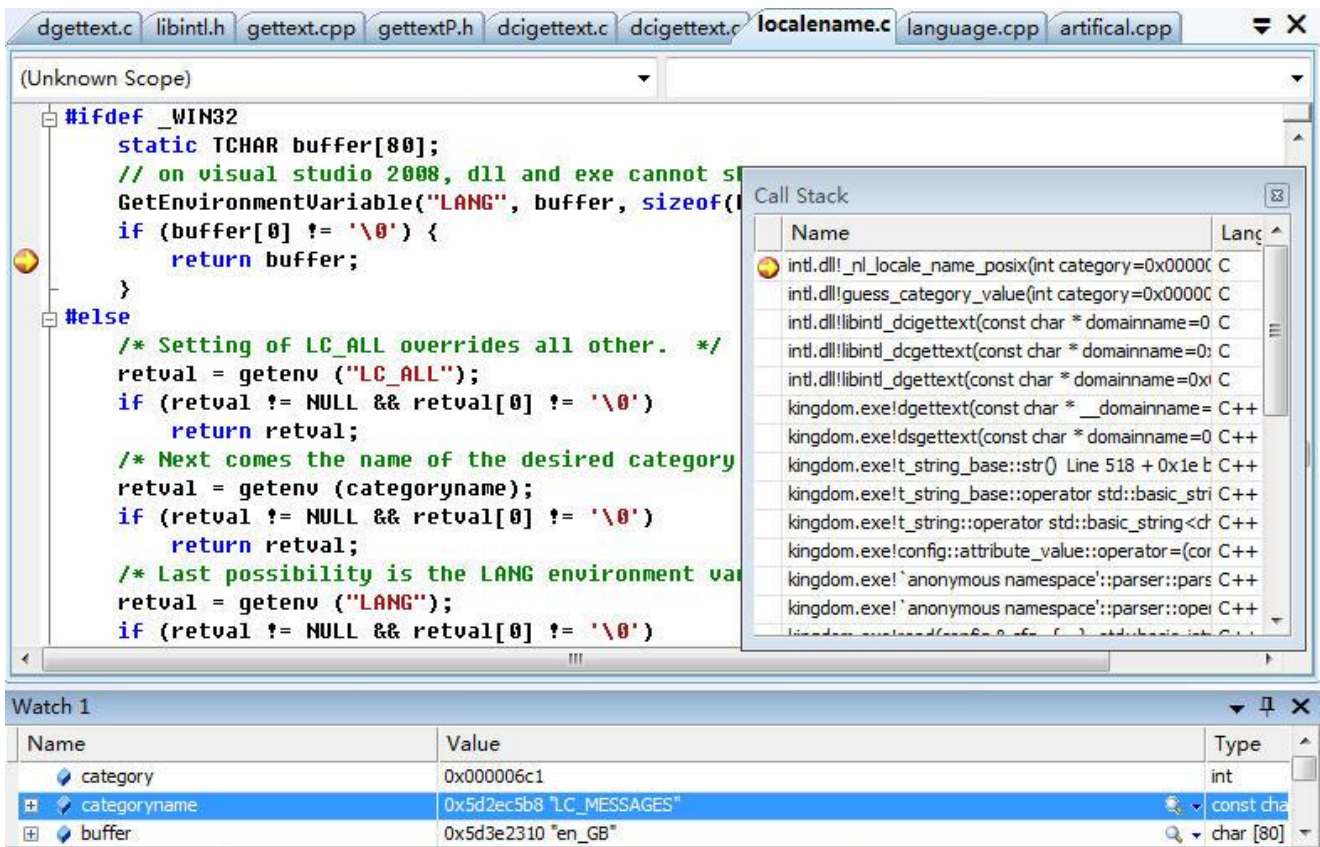 dgettext.c libintl.h gettext.cpp gettextP.h dcigettext.c dcigettext.c localename.c language.cpp artifical.cpp
(Unknown Scope)
#ifdef _WIN32
static TCHAR buffer[80];
// on visual studio 2008, dll and exe cannot s
GetEnvironmentVariable("LANG", buffer, sizeof(
if (buffer[0] != '\0') {
return buffer;
}
#else
/* Setting of LC_ALL overrides all other. */
retval = getenv ("LC_ALL");
if (retval != NULL && retval[0] != '\0')
return retval;
/* Next comes the name of the desired category
retval = getenv (categoryname);
if (retval != NULL && retval[0] != '\0')
return retval;
/* Last possibility is the LANG environment va
retval = getenv ("LANG");
if (retval != NULL && retval[0] != '\0')
Call Stack
Name Lang
intl.dll!_nl_locale_name_posix(int category=0x00000 C
intl.dll!guess_category_value(int category=0x00000 C
intl.dll!libintl_dcigettext(const char * domainname=0 C
intl.dll!libintl_dcgettext(const char * domainname=0x C
intl.dll!libintl_dgettext(const char * domainname=0x C
kingdom.exe!dgettext(const char * __domainname= C++
kingdom.exe!dsgettext(const char * domainname=0 C++
kingdom.exe!t_string_base::str() Line 518 + 0x1e b C++
kingdom.exe!t_string_base::operator std::basic_stri C++
kingdom.exe!t_string::operator std::basic_string<ch C++
kingdom.exe!config::attribute_value::operator=(cor C++
kingdom.exe!`anonymous namespace'::parser::pars C++
kingdom.exe!`anonymous namespace'::parser::oper C++
Watch 1
Name Value Type
category 0x000006c1 int
categoryname 0x5d2ec5b8 "LC_MESSAGES" const cha
buffer 0x5d3e2310 "en_GB" char [80]